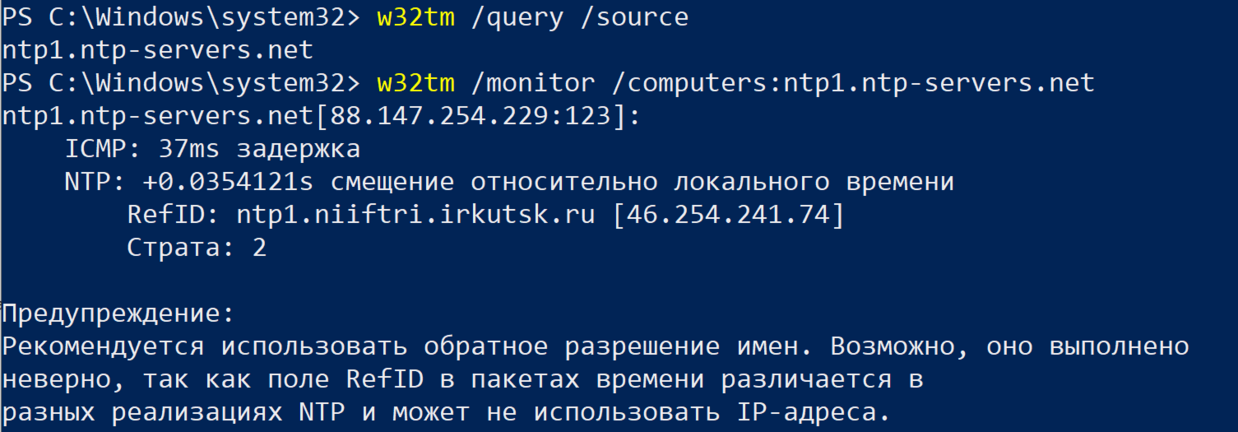 PS C:\Windows\system32> w32tm /query /source
ntp1.ntp-servers.net
PS C:\Windows\system32> w32tm /monitor /computers:ntp1.ntp-servers.net
ntp1.ntp-servers.net[88.147.254.229:123]:
    ICMP: 37ms задержка
    NTP: +0.0354121s смещение относительно локального времени
        RefID: ntp1.niiftri.irkutsk.ru [46.254.241.74]
        Страта: 2

Предупреждение:
Рекомендуется использовать обратное разрешение имен. Возможно, оно выполнено
неверно, так как поле RefID в пакетах времени различается в
разных реализациях NTP и может не использовать IP-адреса.